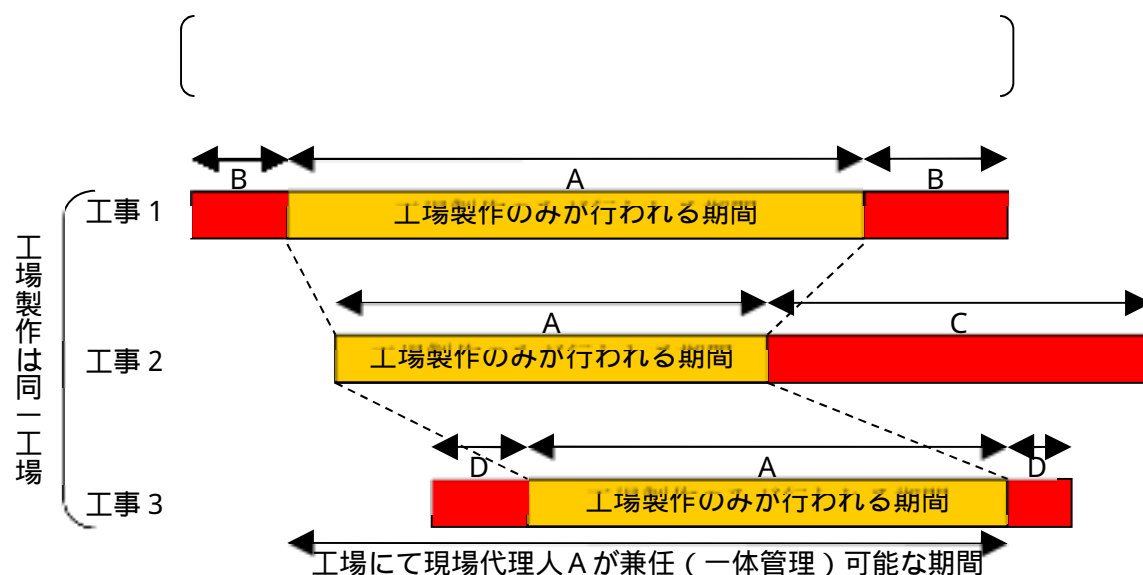 B A B
工事1 工場製作のみが行われる期間
A C
工事2 工場製作のみが行われる期間
D A D
工事3 工場製作のみが行われる期間
工場製作は同一工場
工場にて現場代理人Aが兼任(一体管理)可能な期間